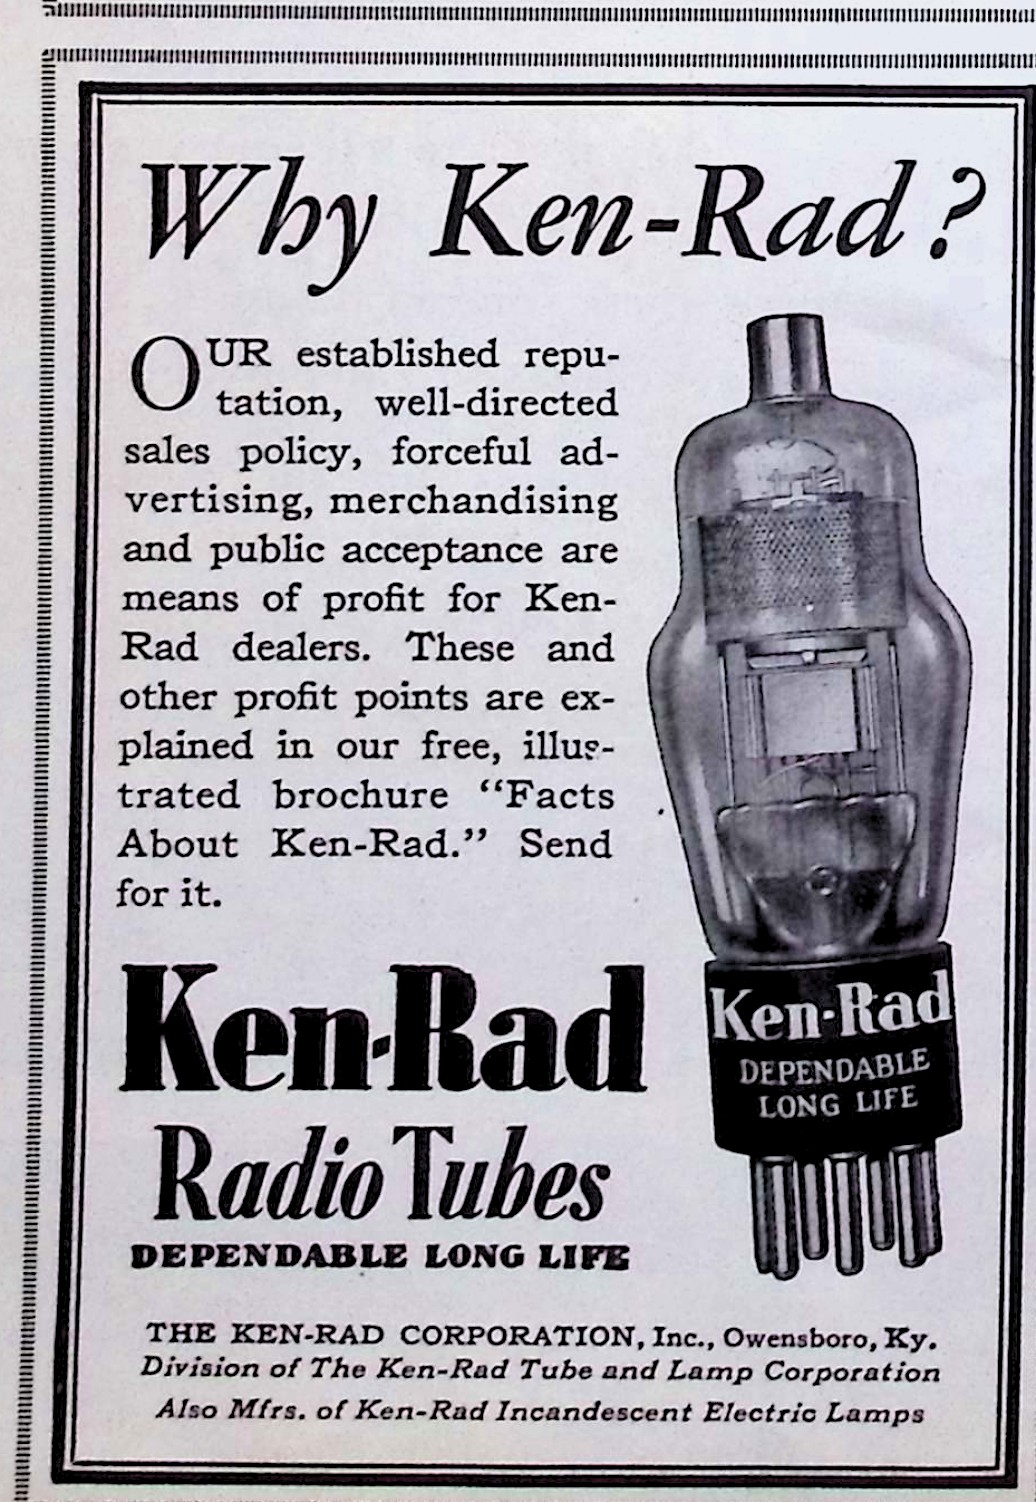 Why Ken-Rad?
OUR established repu-
tation, well-directed
sales policy, forceful ad-
vertising, merchandising
and public acceptance are
means of profit for Ken-
Rad dealers. These and
other profit points are ex-
plained in our free, illus-
trated brochure “Facts
About Ken-Rad.” Send
for it.
Ken-Rad
DEPENDABLE
LONG LIFE
Ken-Rad
Radio Tubes
DEPENDABLE LONG LIFE
THE KEN-RAD CORPORATION, Inc., Owensboro, Ky.
Division of The Ken-Rad Tube and Lamp Corporation
Also Mfrs. of Ken-Rad Incandescent Electric Lamps